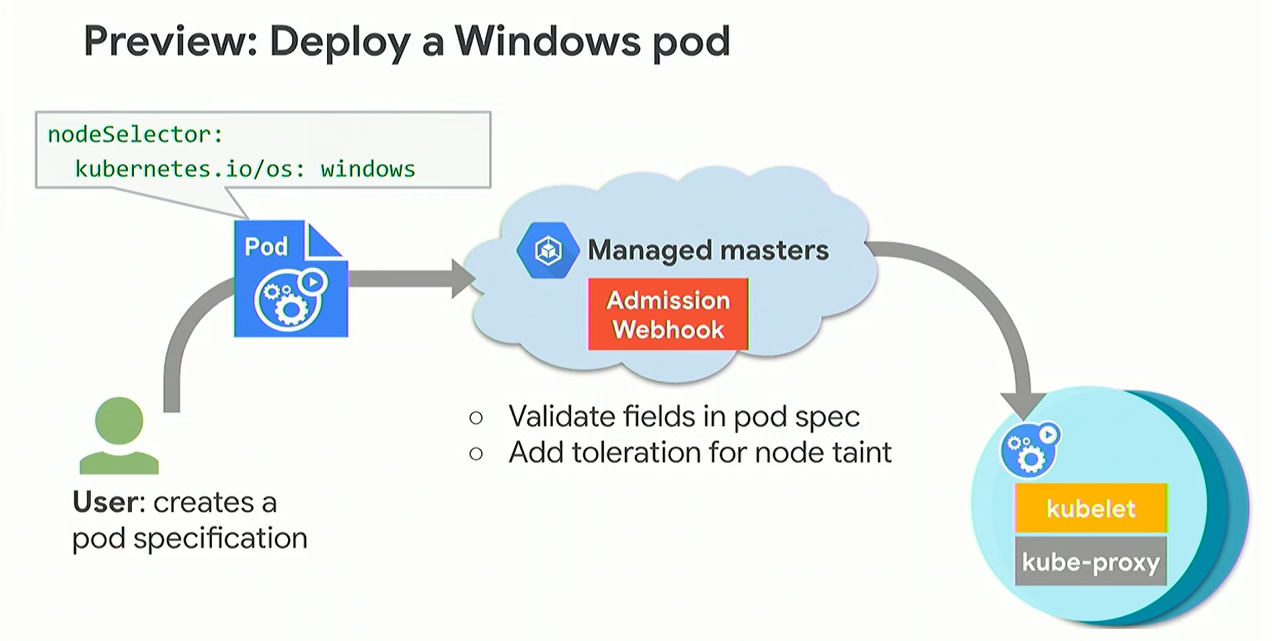 Preview: Deploy a Windows pod
nodeSelector:
kubernetes.io/os: windows
Pod
Managed masters
Admission
Webhook
○ Validate fields in pod spec
○ Add toleration for node taint
User: creates a
pod specification
kubelet
kube-proxy